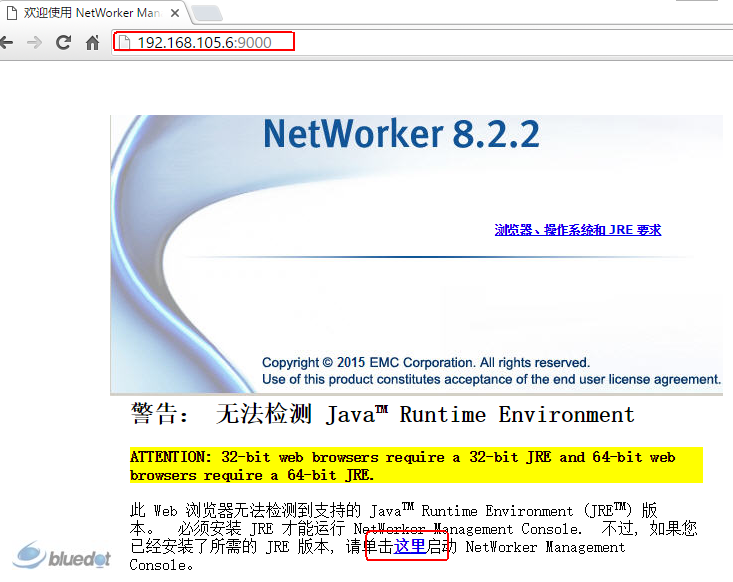 欢迎使用 NetWorker Man
192.168.105.6:9000
NetWorker 8.2.2
浏览器、操作系统和 JRE 要求
Copyright © 2015 EMC Corporation. All rights reserved.
Use of this product constitutes acceptance of the end user license agreement.
警告： 无法检测 Java™ Runtime Environment
ATTENTION: 32-bit web browsers require a 32-bit JRE and 64-bit web
browsers require a 64-bit JRE.
此 Web 浏览器无法检测到支持的 Java™ Runtime Environment (JRE™) 版
本。 必须安装 JRE 才能运行 NetWorker Management Console. 不过, 如果您
已经安装了所需的 JRE 版本, 请单击这里启动 NetWorker Management
Console。
bluedot